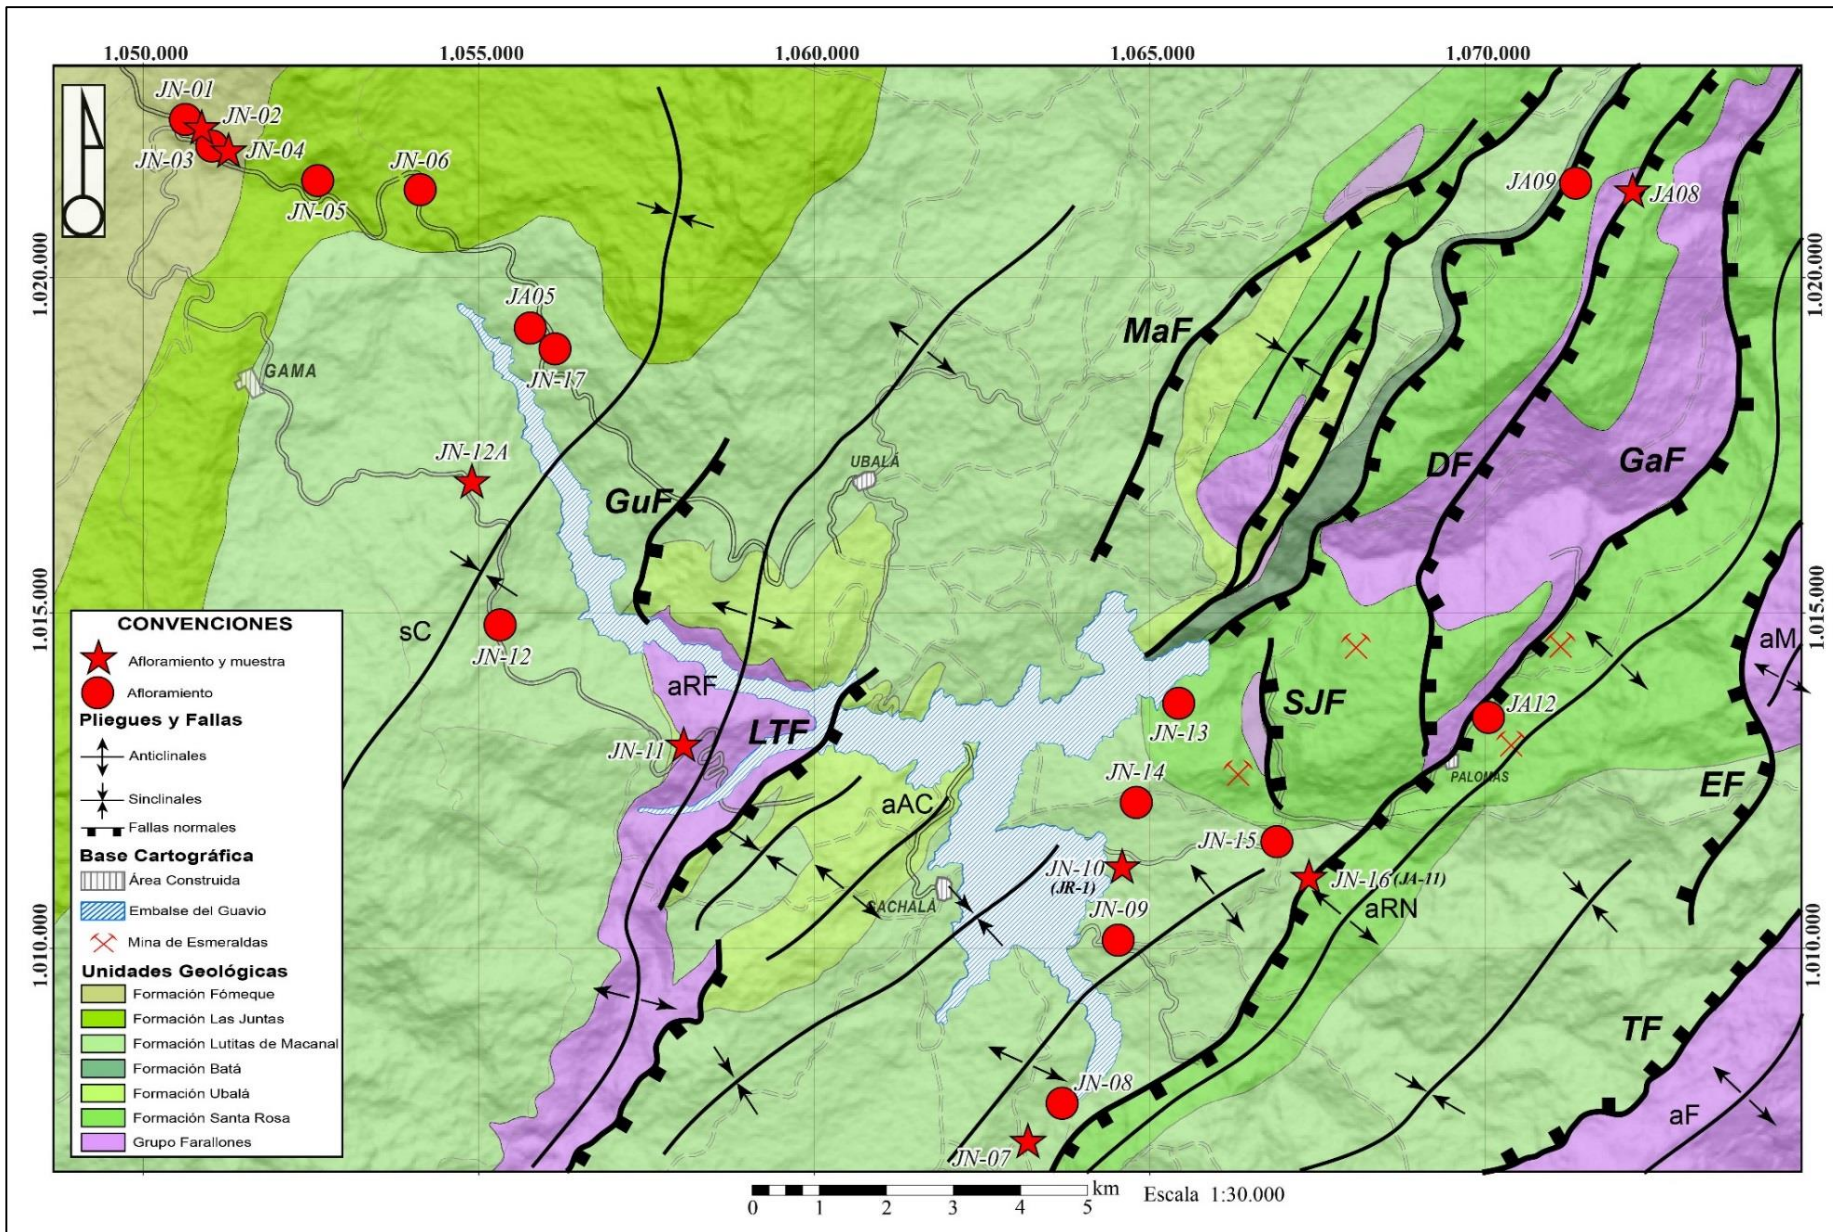 1.050.000 1.055.000 1.060.000 1.065.000 1.070.000
JN-01
JN-02
JN-03
JN-04
JN-05
JN-06
JA09
JA08
1.020.000
1.020.000
JA05
JN-17
MaF
GAMA
JN-12A
UBALÁ
GuF
DF
GaF
1.015.000
1.015.000
sC
JN-12
aRF
aM
JN-11
LTF
JN-13
SJF
JA12
PALOMAS
EF
JN-14
aAC
JN-15
JN-10
(JR-1)
JN-16 (JA-11)
GACHALÁ
JN-09
aRN
1.010.000
1.010.000
TF
JN-08
aF
JN-07
CONVENCIONES
Afloramiento y muestra
Afloramiento
Pliegues y Fallas
Anticlinales
Sinclinales
Fallas normales
Base Cartográfica
Área Construida
Embalse del Guavio
Mina de Esmeraldas
Unidades Geológicas
Formación Fómeque
Formación Las Juntas
Formación Lutitas de Macanal
Formación Batá
Formación Ubalá
Formación Santa Rosa
Grupo Farallones
0 1 2 3 4 5 km
Escala 1:30.000